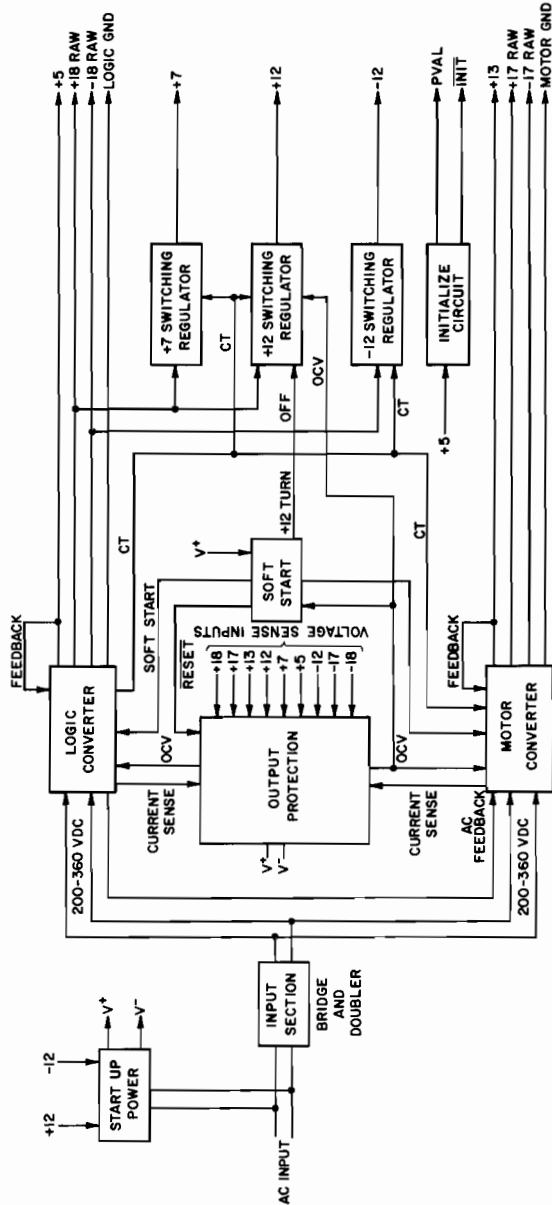 +12
-12
START UP
POWER
V+
V-
AC INPUT
INPUT
SECTION
BRIDGE
AND
DOUBLER
200-360 VDC
200-360 VDC
FEEDBACK
LOGIC
CONVERTER
CURRENT
SENSE
OCV
SOFT START
CT
RESET
V+
V-
OUTPUT
PROTECTION
+18
+17
+13
+12
+7
+5
-12
-17
-18
VOLTAGE SENSE INPUTS
V+
SOFT
START
+12 TURN
OFF
OCV
CURRENT
SENSE
AC
FEEDBACK
OCV
CT
FEEDBACK
MOTOR
CONVERTER
+7 SWITCHING
REGULATOR
CT
+12 SWITCHING
REGULATOR
-12 SWITCHING
REGULATOR
CT
+5
INITIALIZE
CIRCUIT
+5
+18 RAW
-18 RAW
LOGIC GND
+7
+12
-12
PVAL
INIT
+13
+17 RAW
-17 RAW
MOTOR GND